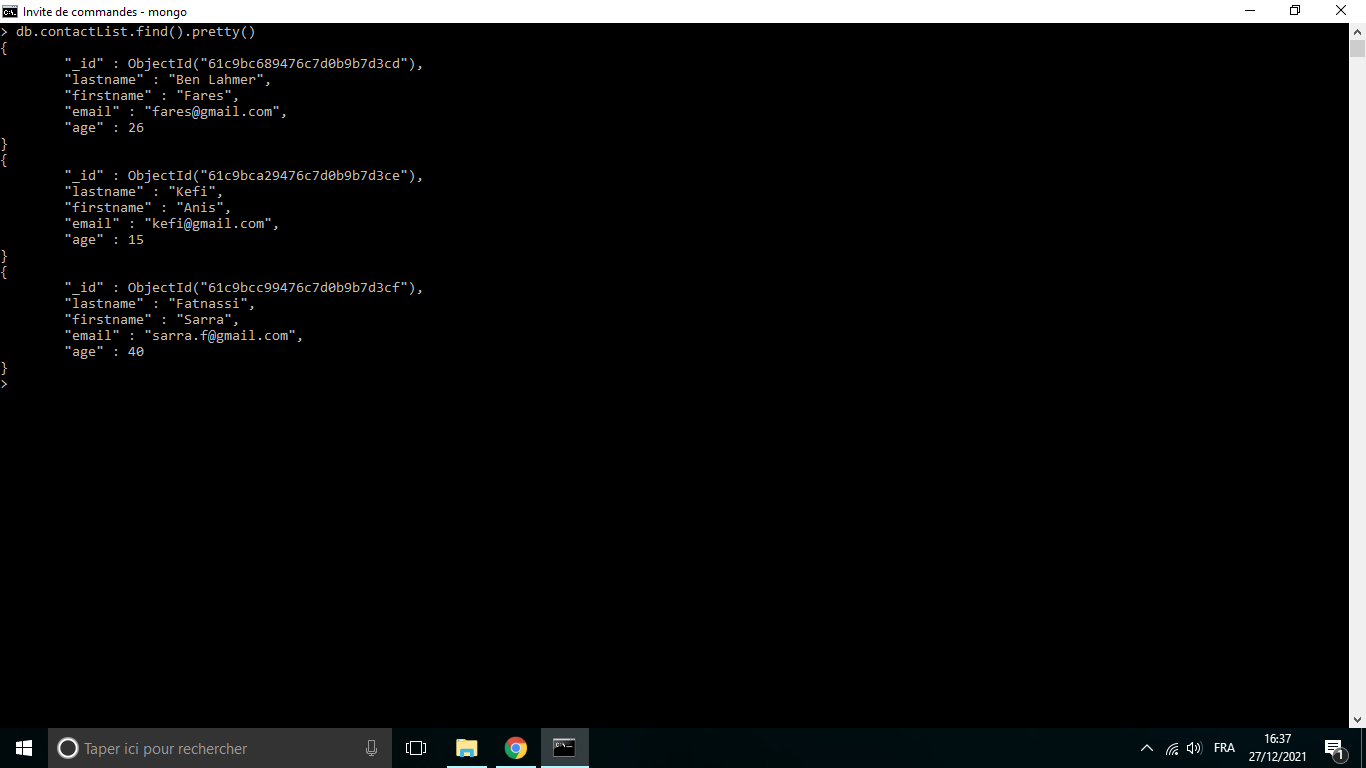 Invite de commandes - mongo
> db.contactList.find().pretty()
{
"_id" : ObjectId("61c9bc689476c7d0b9b7d3cd"),
"lastname" : "Ben Lahmer",
"firstname" : "Fares",
"email" : "fares@gmail.com",
"age" : 26
}
{
"_id" : ObjectId("61c9bca29476c7d0b9b7d3ce"),
"lastname" : "Kefi",
"firstname" : "Anis",
"email" : "kefi@gmail.com",
"age" : 15
}
{
"_id" : ObjectId("61c9bcc99476c7d0b9b7d3cf"),
"lastname" : "Fatnassi",
"firstname" : "Sarra",
"email" : "sarra.f@gmail.com",
"age" : 40
}
>
Taper ici pour rechercher
FRA
16:37
27/12/2021
1